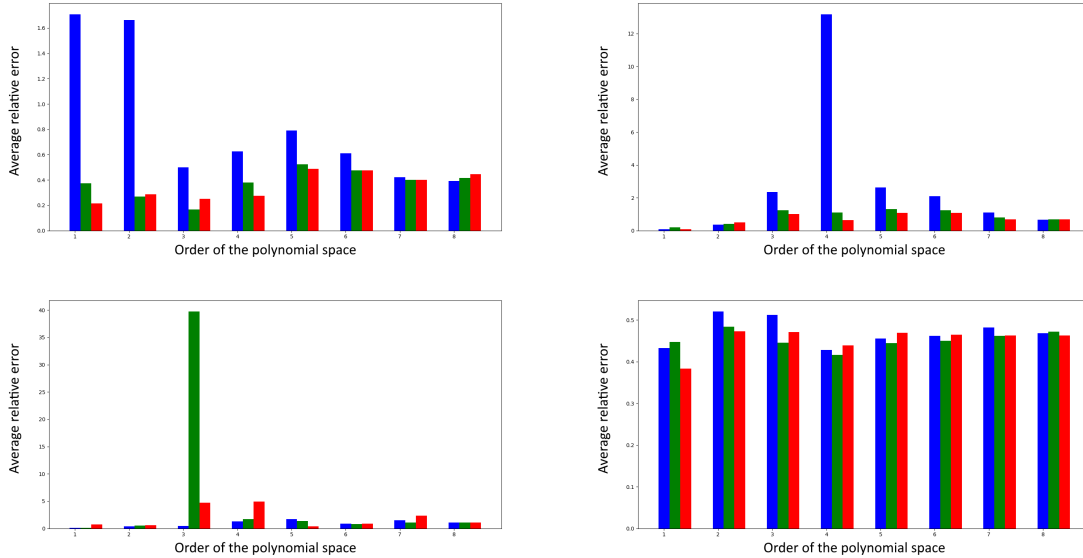 Average relative error
1.6
1.4
1.2
1.0
0.8
0.6
0.4
0.2
0.0
1 2 3 4 5 6 7 8
Order of the polynomial space
Average relative error
12
10
8
6
4
2
0
1 2 3 4 5 6 7 8
Order of the polynomial space
Average relative error
40
35
30
25
20
15
10
5
0
1 2 3 4 5 6 7 8
Order of the polynomial space
Average relative error
0.5
0.4
0.3
0.2
0.1
0.0
1 2 3 4 5 6 7 8
Order of the polynomial space